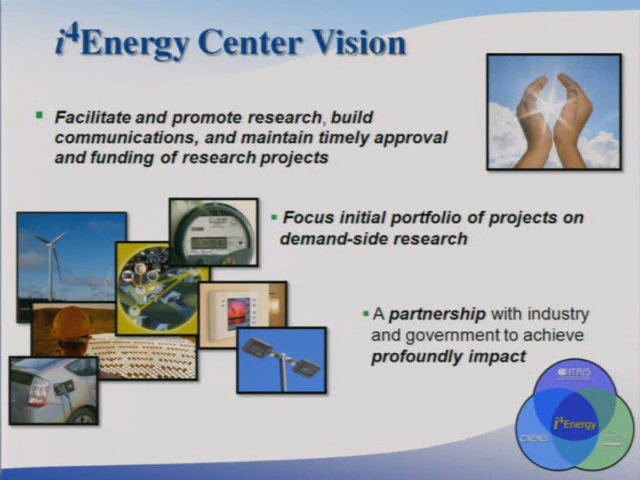 i⁴Energy Center Vision
Facilitate and promote research, build
communications, and maintain timely approval
and funding of research projects
Focus initial portfolio of projects on
demand-side research
A partnership with industry
and government to achieve
profoundly impact
CITRIS
ciee
i⁴Energy